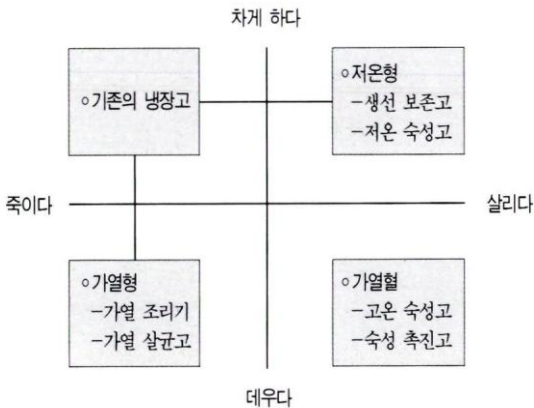 차게 하다
○기존의 냉장고
○저온형
-생선 보존고
-저온 숙성고
죽이다
살리다
○가열형
-가열 조리기
-가열 살균고
○가열혈
-고온 숙성고
-숙성 촉진고
데우다